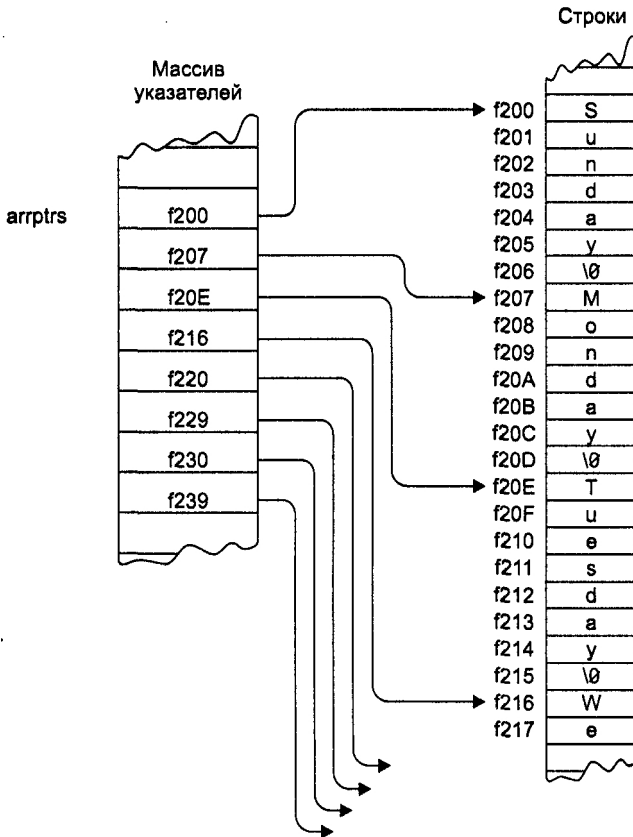 Строки
Массив
указателей
arrptrs
f200
f207
f20E
f216
f220
f229
f230
f239
f200 S
f201 u
f202 n
f203 d
f204 a
f205 y
f206 \0
f207 M
f208 o
f209 n
f20A d
f20B a
f20C y
f20D \0
f20E T
f20F u
f210 e
f211 s
f212 d
f213 a
f214 y
f215 \0
f216 W
f217 e